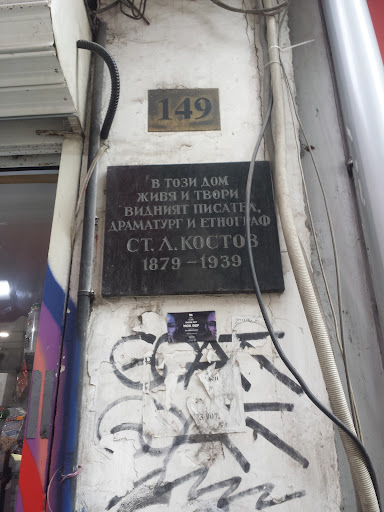 149
В ТОЗИ ДОМ
ЖИВЯ И ТВОРИ
ВИДНИЯТ ПИСАТЕЛ,
ДРАМАТУРГ И ЕТНОГРАФ
СТ. Л. КОСТОВ
1879 – 1939